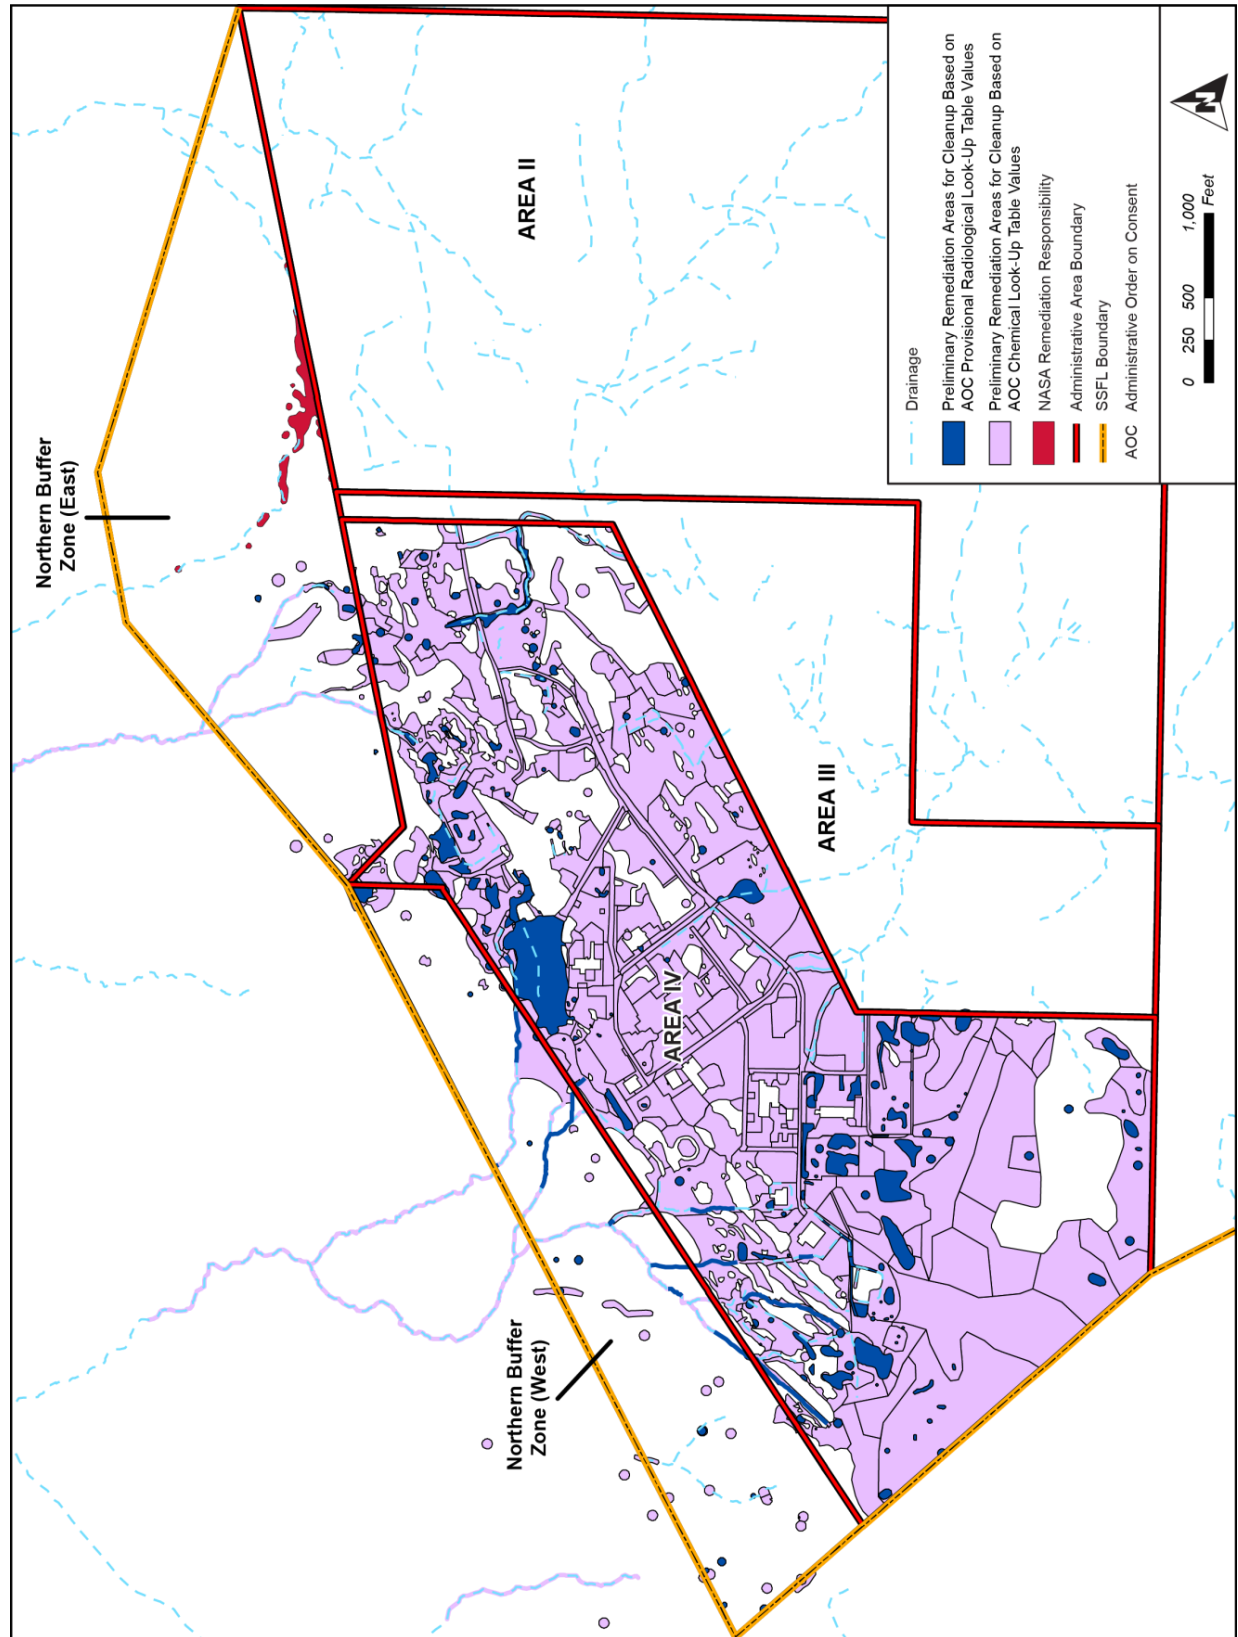 Northern Buffer
Zone (East)
AREA II
AREA III
AREA IV
Northern Buffer
Zone (West)
Drainage
Preliminary Remediation Areas for Cleanup Based on
AOC Provisional Radiological Look-Up Table Values
Preliminary Remediation Areas for Cleanup Based on
AOC Chemical Look-Up Table Values
NASA Remediation Responsibility
Administrative Area Boundary
SSFL Boundary
AOC Administrative Order on Consent
0 250 500 1,000
Feet
N